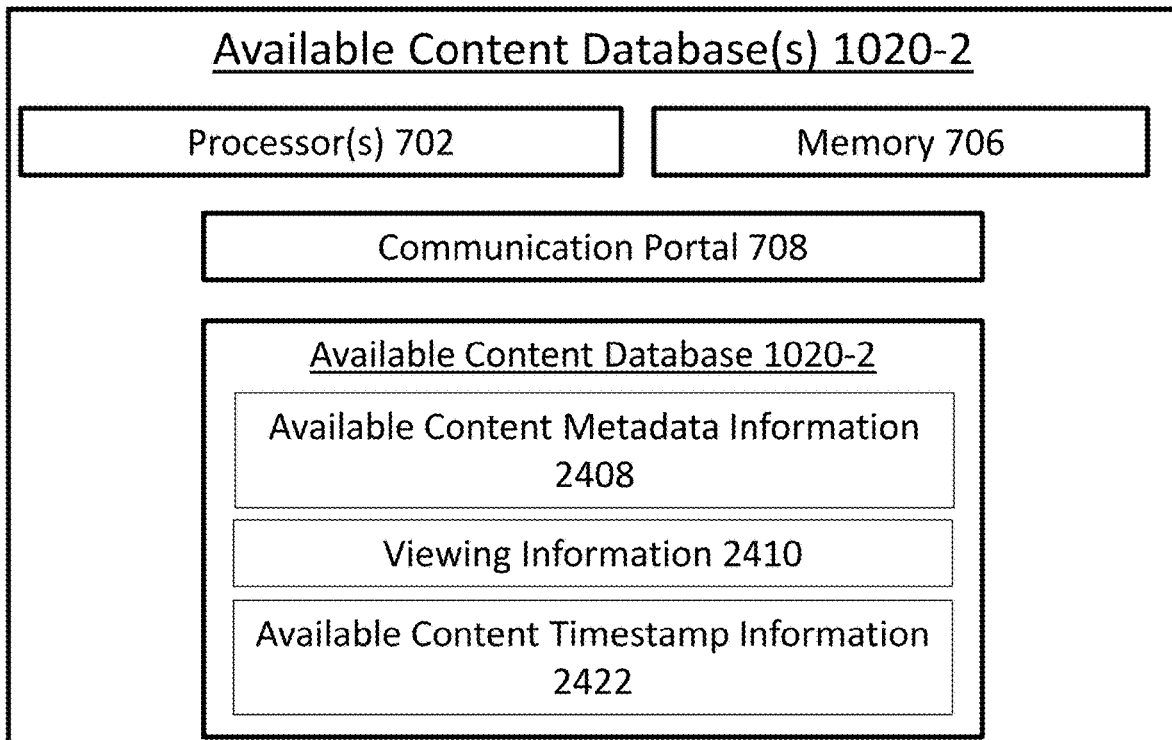 Available Content Database(s) 1020-2
Processor(s) 702
Memory 706
Communication Portal 708
Available Content Database 1020-2
Available Content Metadata Information
2408
Viewing Information 2410
Available Content Timestamp Information
2422